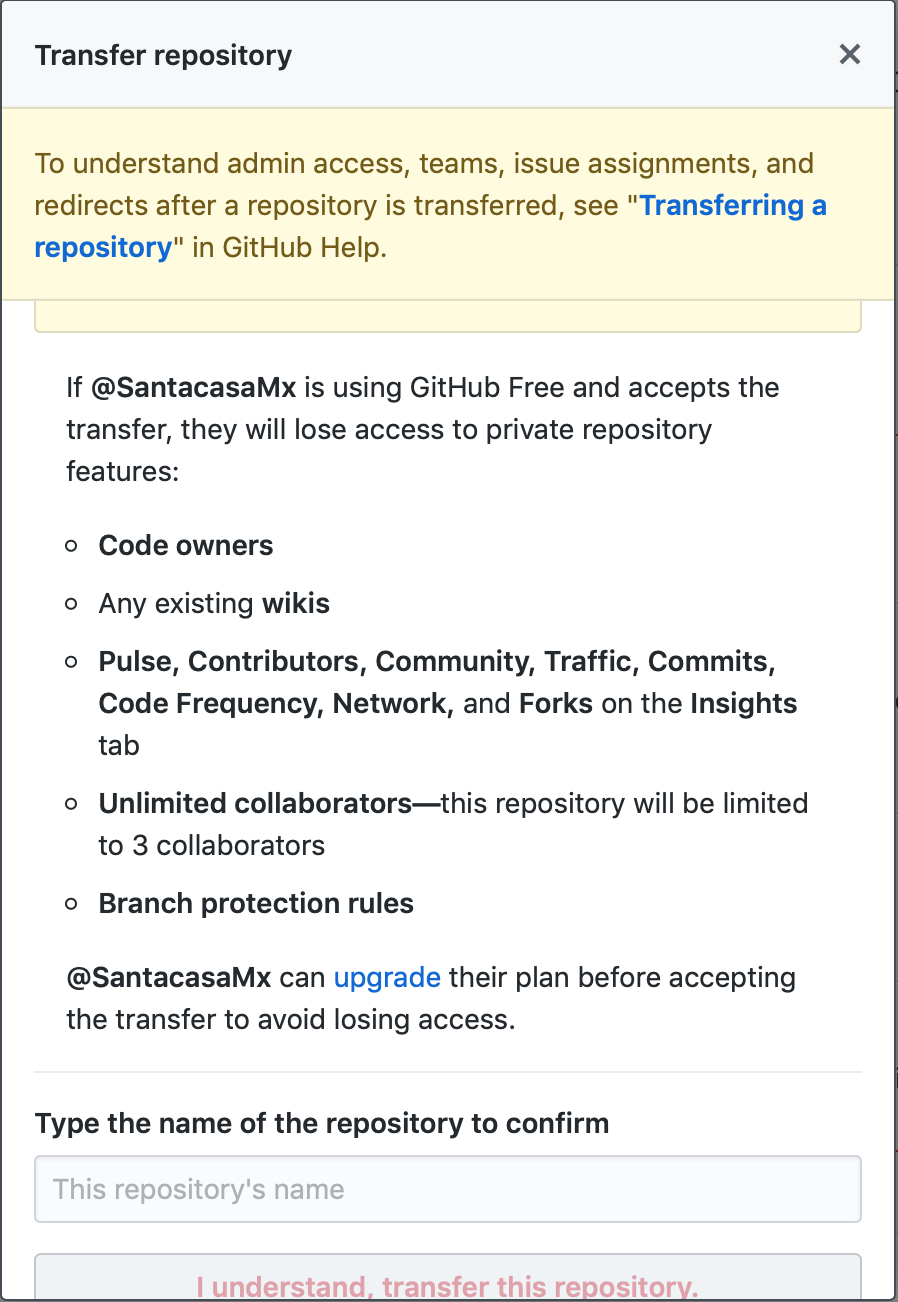 Transfer repository
To understand admin access, teams, issue assignments, and
redirects after a repository is transferred, see "Transferring a
repository" in GitHub Help.
If @SantacasaMx is using GitHub Free and accepts the
transfer, they will lose access to private repository
features:
Code owners
Any existing wikis
Pulse, Contributors, Community, Traffic, Commits,
Code Frequency, Network, and Forks on the Insights
tab
Unlimited collaborators—this repository will be limited
to 3 collaborators
Branch protection rules
@SantacasaMx can upgrade their plan before accepting
the transfer to avoid losing access.
Type the name of the repository to confirm
This repository's name
I understand, transfer this repository.